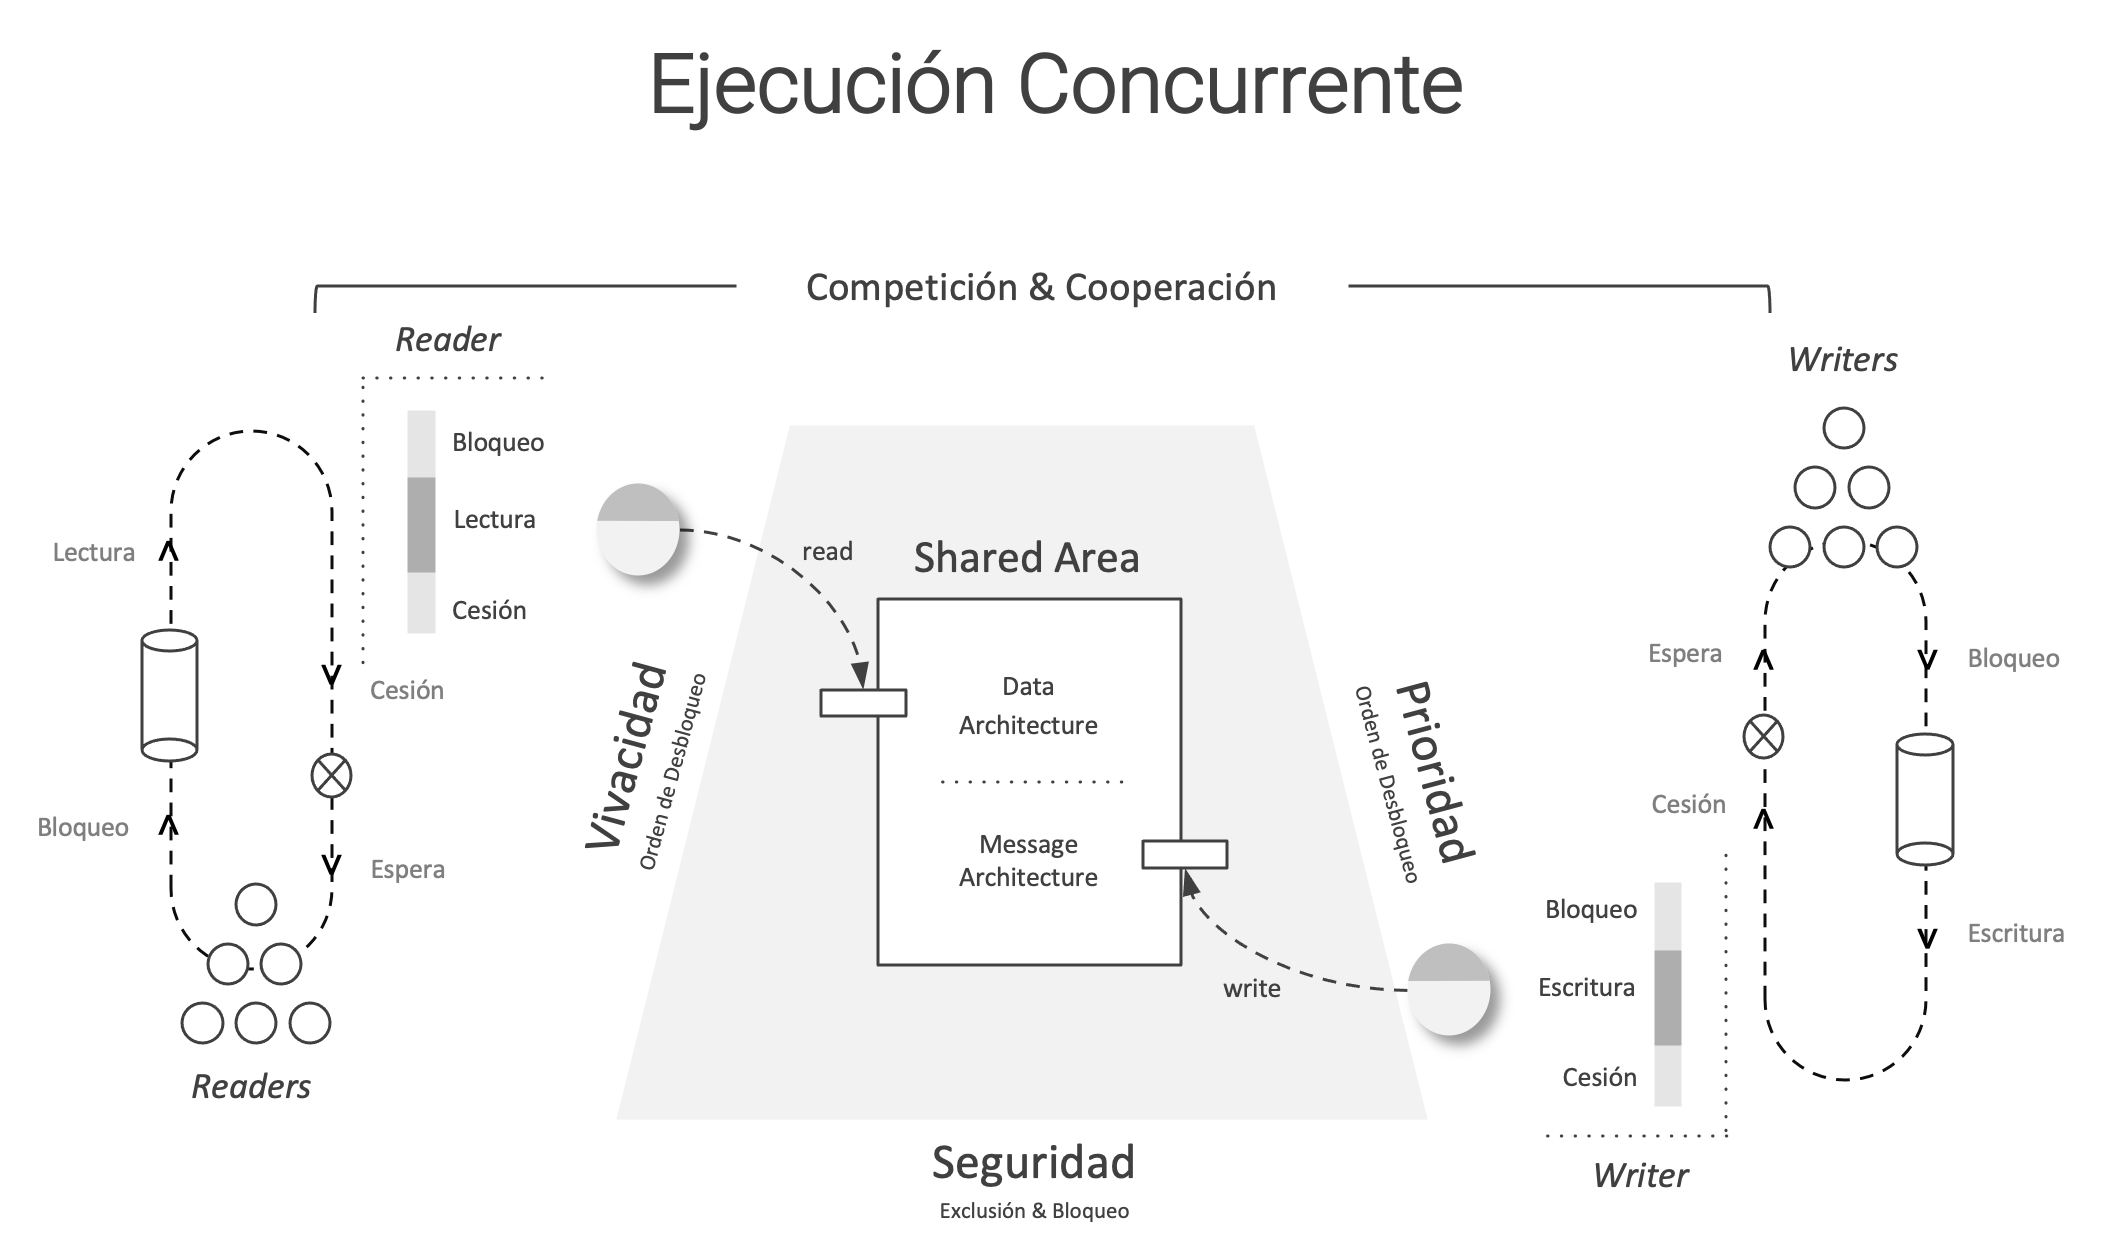 Ejecución Concurrente
Competición & Cooperación
Reader
Bloqueo
Lectura
Cesión
Lectura
Bloqueo
Cesión
Espera
Readers
Vivacidad
Orden de Desbloqueo
read
Shared Area
Data
Architecture
Message
Architecture
write
Prioridad
Orden de Desbloqueo
Seguridad
Exclusión & Bloqueo
Writers
Espera
Bloqueo
Cesión
Escritura
Bloqueo
Escritura
Cesión
Writer